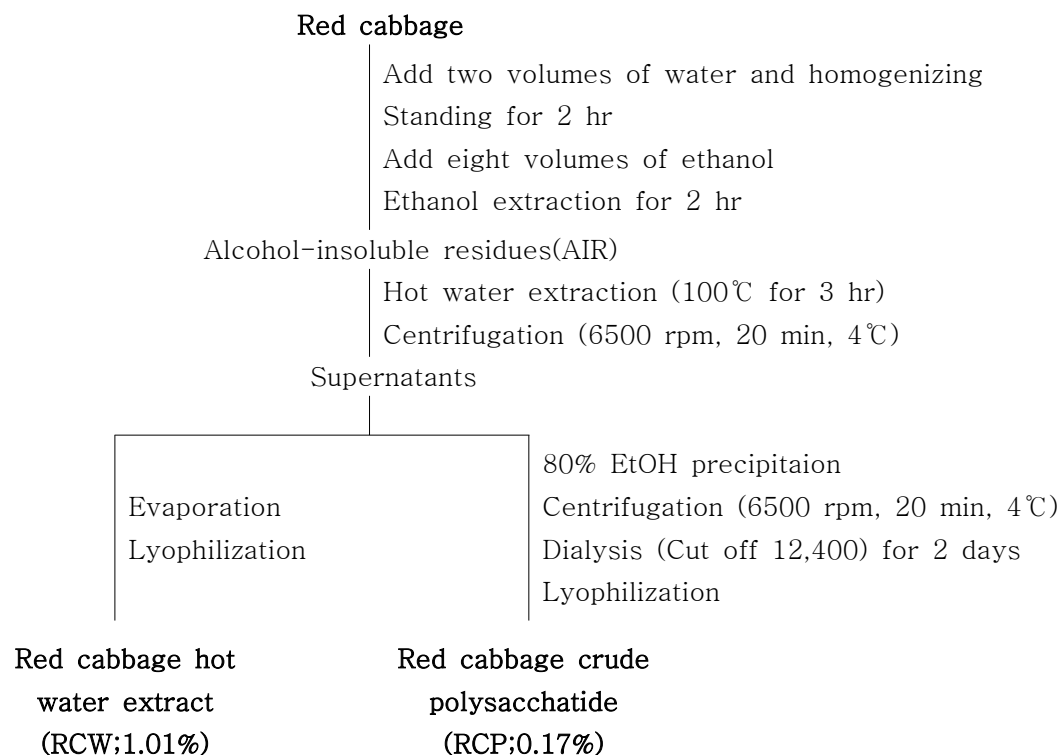 Red cabbage
Add two volumes of water and homogenizing
Standing for 2 hr
Add eight volumes of ethanol
Ethanol extraction for 2 hr
Alcohol-insoluble residues(AIR)
Hot water extraction (100℃ for 3 hr)
Centrifugation (6500 rpm, 20 min, 4℃)
Supernatants
Evaporation
Lyophilization
80% EtOH precipitaion
Centrifugation (6500 rpm, 20 min, 4℃)
Dialysis (Cut off 12,400) for 2 days
Lyophilization
Red cabbage hot
water extract
(RCW;1.01%)
Red cabbage crude
polysacchatide
(RCP;0.17%)